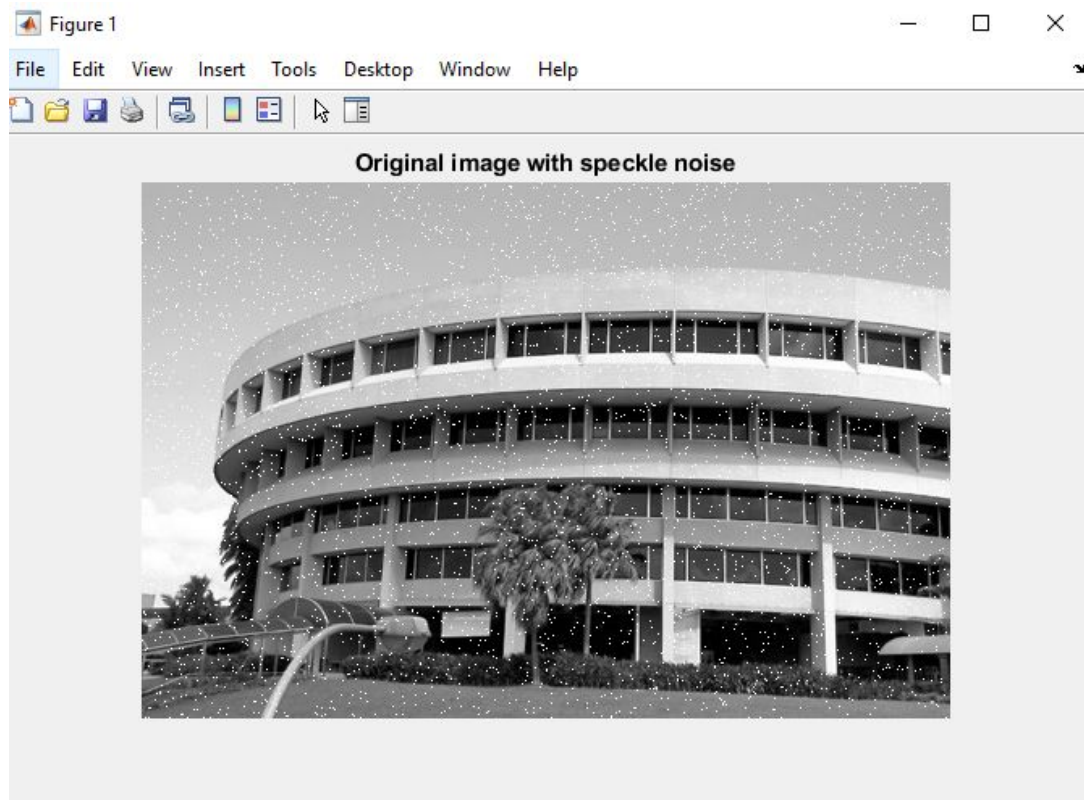 Figure 1
File Edit View Insert Tools Desktop Window Help
Original image with speckle noise